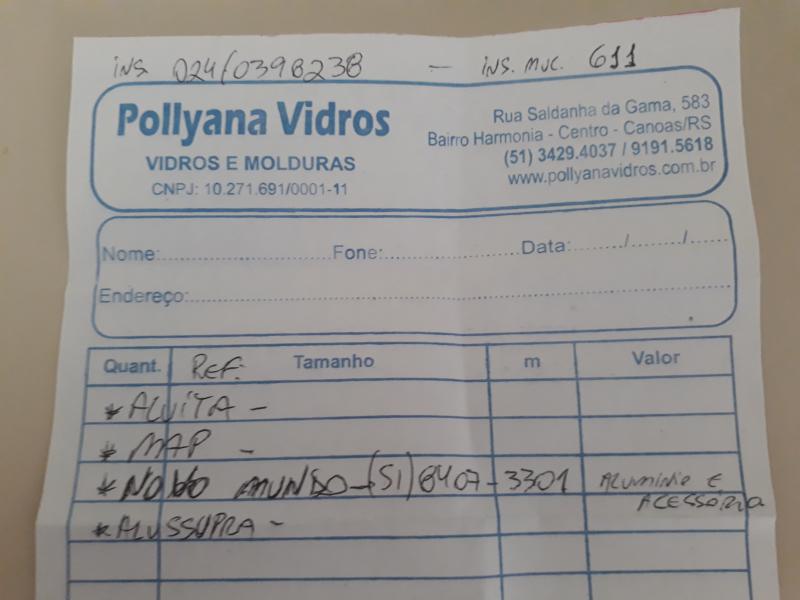 ins. 024/0398238 — ins. muc. 611
Pollyana Vidros
VIDROS E MOLDURAS
CNPJ: 10.271.691/0001-11
Rua Saldanha da Gama, 583
Bairro Harmonia - Centro - Canoas/RS
(51) 3429.4037 / 9191.5618
www.pollyanavidros.com.br
Nome: Fone: Data: / /
Endereço:
Quant. Ref: Tamanho m Valor
* ALVITA -
* MAP -
* NOVO MUNDO - (51) 8407-3301 ALUMINIO E
ACESSÓRIA
* ALUSSUPRA -